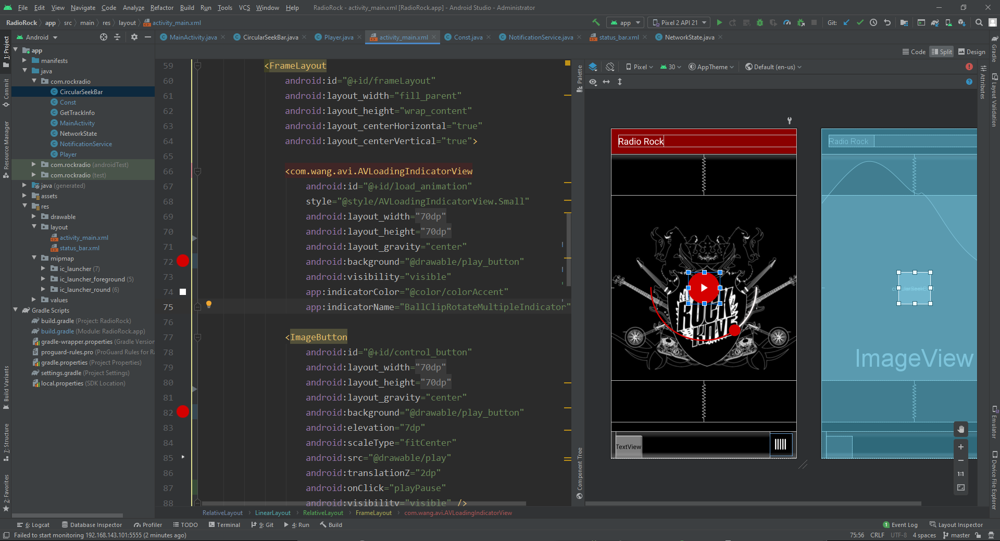 File Edit View Navigate Code Analyze Refactor Build Run Tools VCS Window Help RadioRock - activity_main.xml [RadioRock.app] - Android Studio - Administrator
RadioRock app src main res layout activity_main.xml app Pixel 2 API 21 Git:
Android MainActivity.java CircularSeekBar.java Player.java activity_main.xml Const.java NotificationService.java status_bar.xml NetworkState.java
Code Split Design
Pixel 30 AppTheme Default (en-us)
1: Project
Commit
Resource Manager
Build Variants
7: Structure
2: Favorites
app
manifests
java
com.rockradio
CircularSeekBar
Const
GetTrackInfo
MainActivity
NetworkState
NotificationService
Player
com.rockradio (androidTest)
com.rockradio (test)
java (generated)
assets
res
drawable
layout
activity_main.xml
status_bar.xml
mipmap
ic_launcher (7)
ic_launcher_foreground (5)
ic_launcher_round (6)
values
Gradle Scripts
build.gradle (Project: RadioRock)
build.gradle (Module: RadioRock.app)
gradle-wrapper.properties (Gradle Version
proguard-rules.pro (ProGuard Rules for Ra
gradle.properties (Project Properties)
settings.gradle (Project Settings)
local.properties (SDK Location)
59 <FrameLayout
60 android:id="@+id/frameLayout"
61 android:layout_width="fill_parent"
62 android:layout_height="wrap_content"
63 android:layout_centerHorizontal="true"
64 android:layout_centerVertical="true">
65
66 <com.wang.avi.AVLoadingIndicatorView
67 android:id="@+id/load_animation"
68 style="@style/AVLoadingIndicatorView.Small"
69 android:layout_width="70dp"
70 android:layout_height="70dp"
71 android:layout_gravity="center"
72 android:background="@drawable/play_button"
73 android:visibility="visible"
74 app:indicatorColor="@color/colorAccent"
75 app:indicatorName="BallClipRotateMultipleIndicator"
76
77 <ImageButton
78 android:id="@+id/control_button"
79 android:layout_width="70dp"
80 android:layout_height="70dp"
81 android:layout_gravity="center"
82 android:background="@drawable/play_button"
83 android:elevation="7dp"
84 android:scaleType="fitCenter"
85 android:src="@drawable/play"
86 android:translationZ="2dp"
87 android:onClick="playPause"
88 android:visibility="visible" />
Palette
Component Tree
Radio Rock
ROCK
TextView
Radio Rock
ImageView
1:1
Attributes
Gradle
Layout Validation
Emulator
Device File Explorer
RelativeLayout LinearLayout RelativeLayout FrameLayout com.wang.avi.AVLoadingIndicatorView
6: Logcat Database Inspector Profiler TODO Terminal 9: Git 4: Run Build 1 Event Log Layout Inspector
Failed to start monitoring 192.168.143.101:5555 (2 minutes ago) 75:56 CRLF UTF-8 4 spaces master